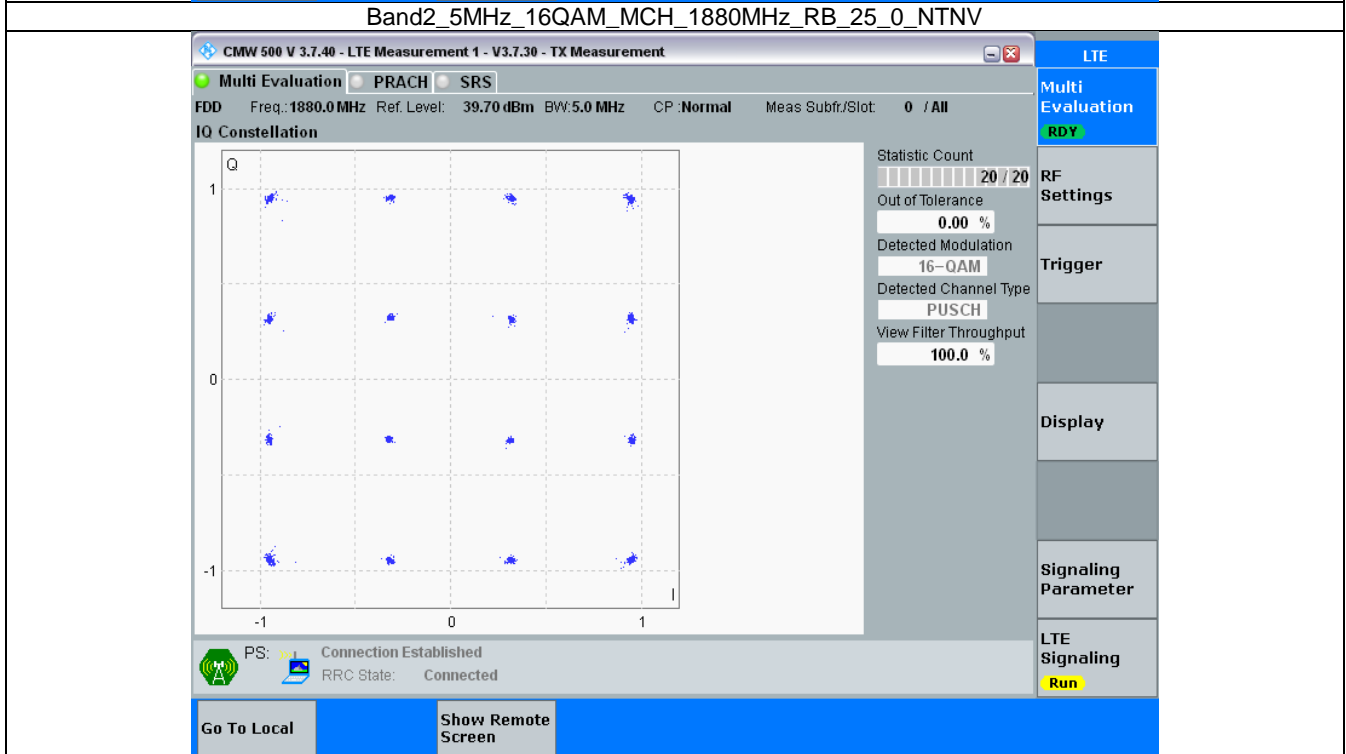 Band2_5MHz_16QAM_MCH_1880MHz_RB_25_0_NTNV
CMW 500 V 3.7.40 - LTE Measurement 1 - V3.7.30 - TX Measurement
LTE
Multi Evaluation PRACH SRS
Multi
Evaluation
RDY
FDD Freq.: 1880.0 MHz Ref. Level: 39.70 dBm BW: 5.0 MHz CP : Normal Meas Subfr./Slot: 0 / All
IQ Constellation
Q
1
0
-1
I
-1 0 1
Statistic Count
20 / 20
Out of Tolerance
0.00 %
Detected Modulation
16-QAM
Detected Channel Type
PUSCH
View Filter Throughput
100.0 %
RF
Settings
Trigger
Display
Signaling
Parameter
LTE
Signaling
Run
PS: Connection Established
RRC State: Connected
Go To Local
Show Remote
Screen